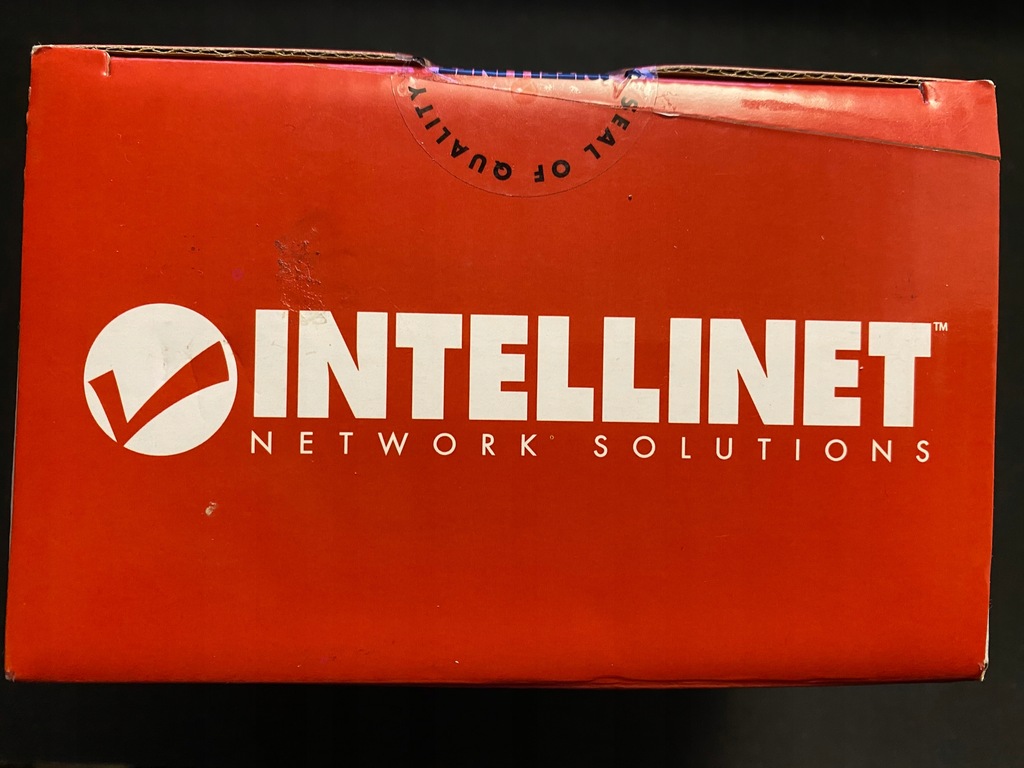 SEAL OF QUALITY
INTELLINET™
NETWORK SOLUTIONS